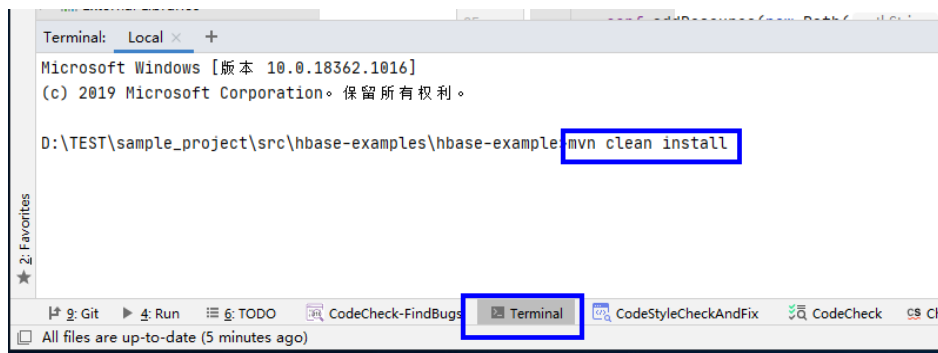 Terminal: Local × +
Microsoft Windows [版本 10.0.18362.1016]
(c) 2019 Microsoft Corporation。保留所有权利。
D:\TEST\sample_project\src\hbase-examples\hbase-example>mvn clean install
2: Favorites
9: Git 4: Run 6: TODO CodeCheck-FindBugs Terminal CodeStyleCheckAndFix CodeCheck
All files are up-to-date (5 minutes ago)